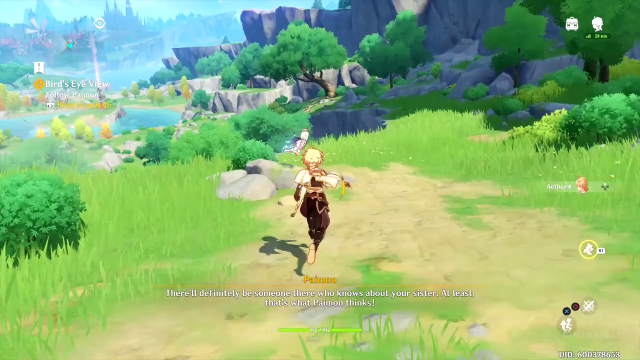 Bird's Eye View
Follow Paimon
Aether
Paimon
There'll definitely be someone there who knows about your sister. At least,
that's what Paimon thinks!
UID: 600378653